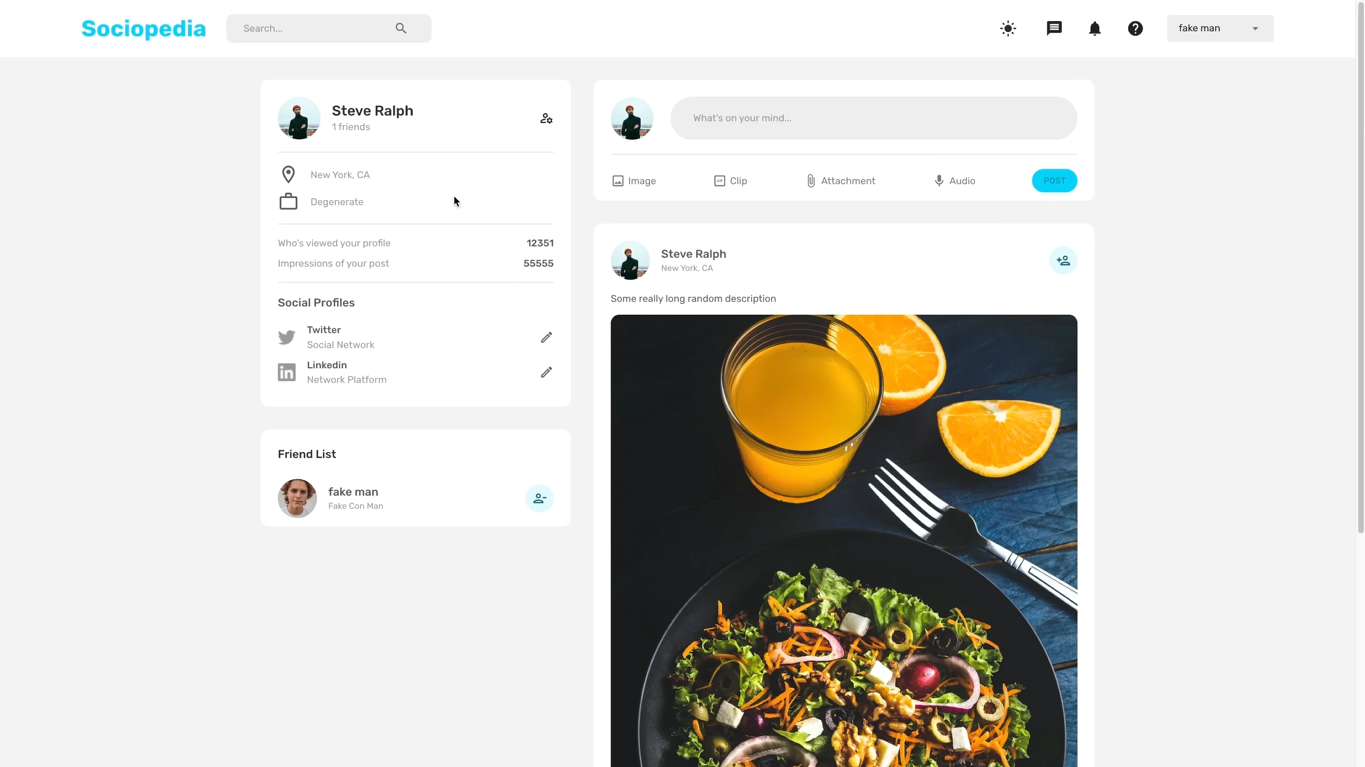 Sociopedia
Search...
fake man
Steve Ralph
1 friends
New York, CA
Degenerate
Who's viewed your profile 12351
Impressions of your post 55555
Social Profiles
Twitter
Social Network
Linkedin
Network Platform
Friend List
fake man
Fake Con Man
What's on your mind...
Image Clip Attachment Audio POST
Steve Ralph
New York, CA
Some really long random description